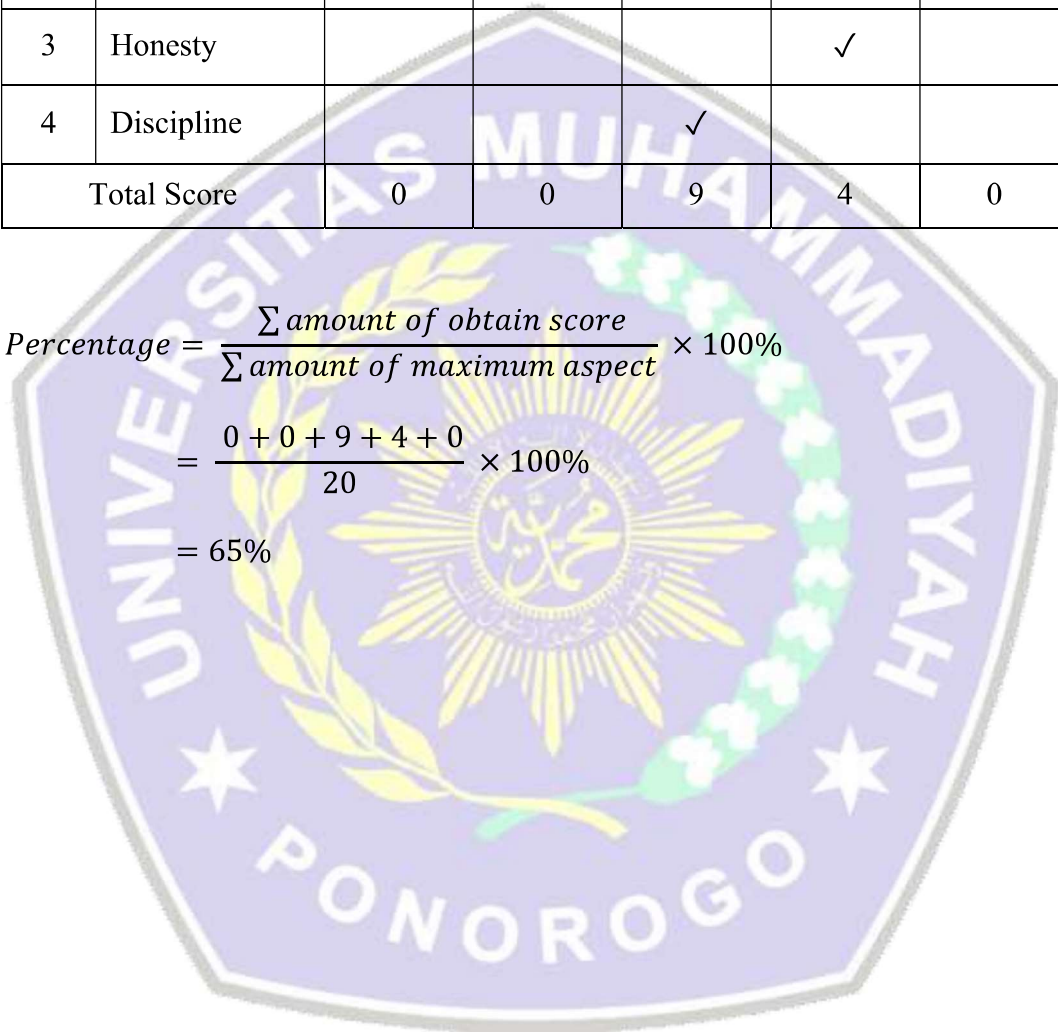 3 Honesty ✓
4 Discipline ✓
Total Score 0 0 9 4 0
Percentage = ∑ amount of obtain score / ∑ amount of maximum aspect × 100%
= 0 + 0 + 9 + 4 + 0 / 20 × 100%
= 65%
UNIVERSITAS MUHAMMADIYAH
PONOROGO